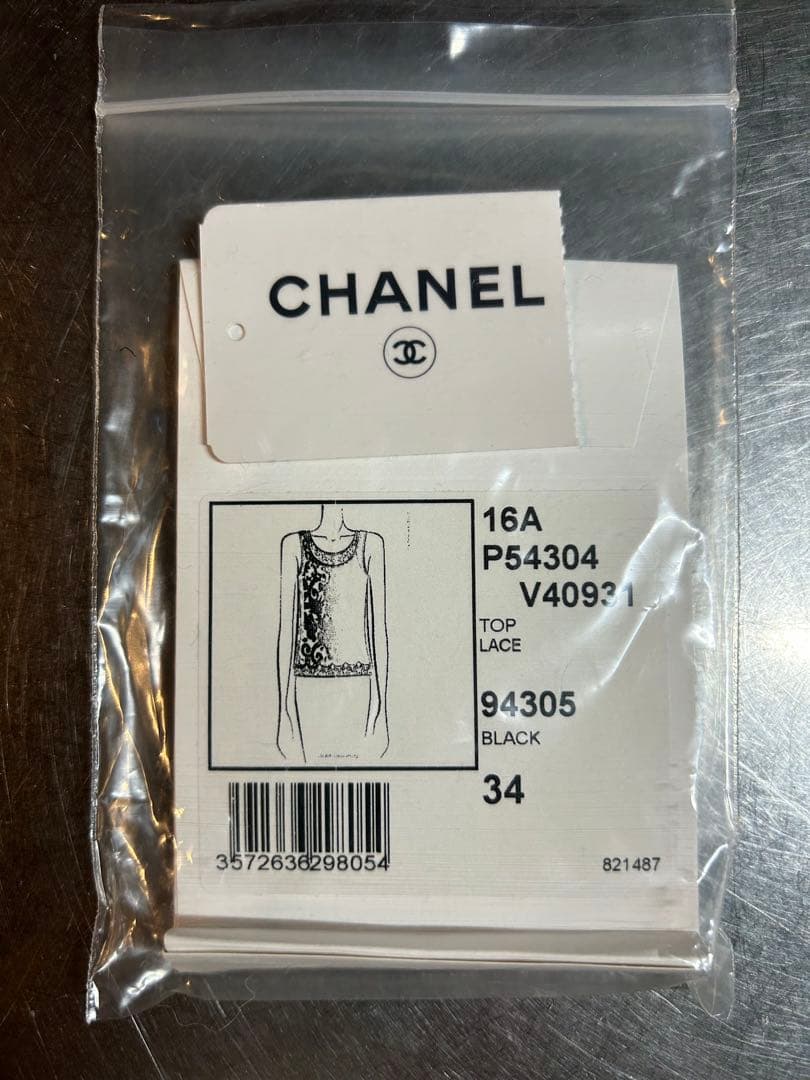 CHANEL
16A
P54304
V40931
TOP
LACE
94305
BLACK
34
3572636298054
821487